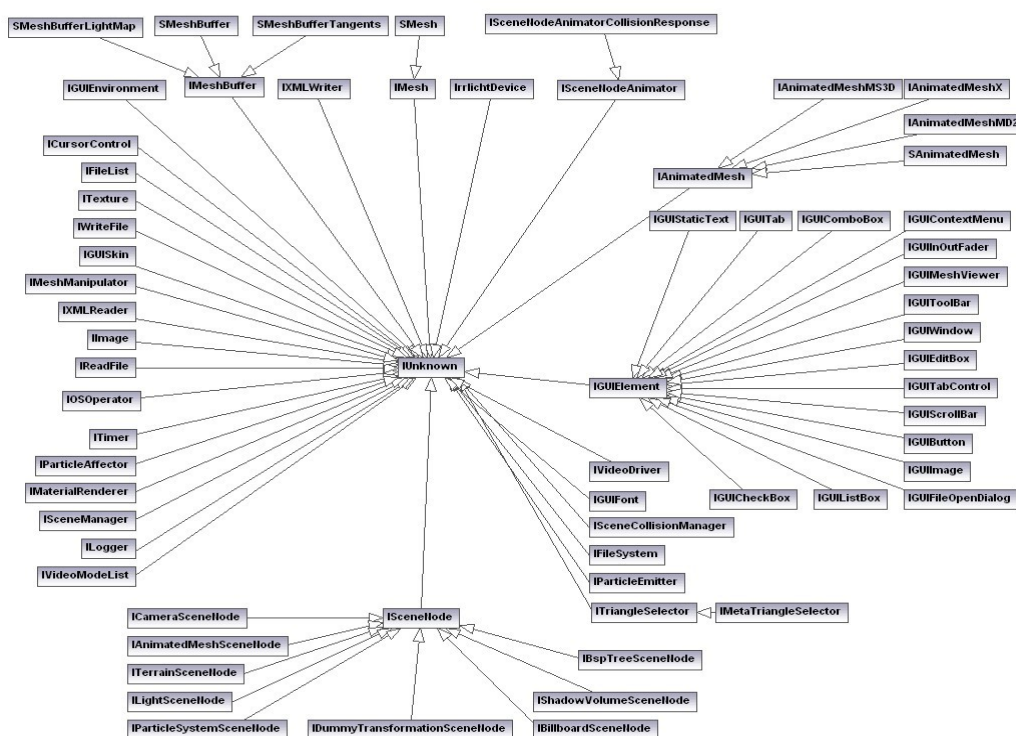 SMeshBufferLightMap
SMeshBuffer
SMeshBufferTangents
SMesh
ISceneNodeAnimatorCollisionResponse
IGUIEnvironment
IMeshBuffer
IXMLWriter
IMesh
IrrlichtDevice
ISceneNodeAnimator
IAnimatedMeshMS3D
IAnimatedMeshX
IAnimatedMeshMD2
SAnimatedMesh
IAnimatedMesh
ICursorControl
IFileList
ITexture
IWriteFile
IGUISkin
IMeshManipulator
IXMLReader
IImage
IReadFile
IOSOperator
ITimer
IParticleAffector
IMaterialRenderer
ISceneManager
ILogger
IVideoModeList
IUnknown
IGUIStaticText
IGUITab
IGUIComboBox
IGUIContextMenu
IGUIInOutFader
IGUIMeshViewer
IGUIToolBar
IGUIWindow
IGUIEditBox
IGUITabControl
IGUIScrollBar
IGUIButton
IGUIImage
IGUIFileOpenDialog
IGUIElement
IGUICheckBox
IGUIListBox
IVideoDriver
IGUIFont
ISceneCollisionManager
IFileSystem
IParticleEmitter
ITriangleSelector
IMetaTriangleSelector
ICameraSceneNode
ISceneNode
IAnimatedMeshSceneNode
ITerrainSceneNode
ILightSceneNode
IParticleSystemSceneNode
IDummyTransformationSceneNode
IBillboardSceneNode
IShadowVolumeSceneNode
IBspTreeSceneNode